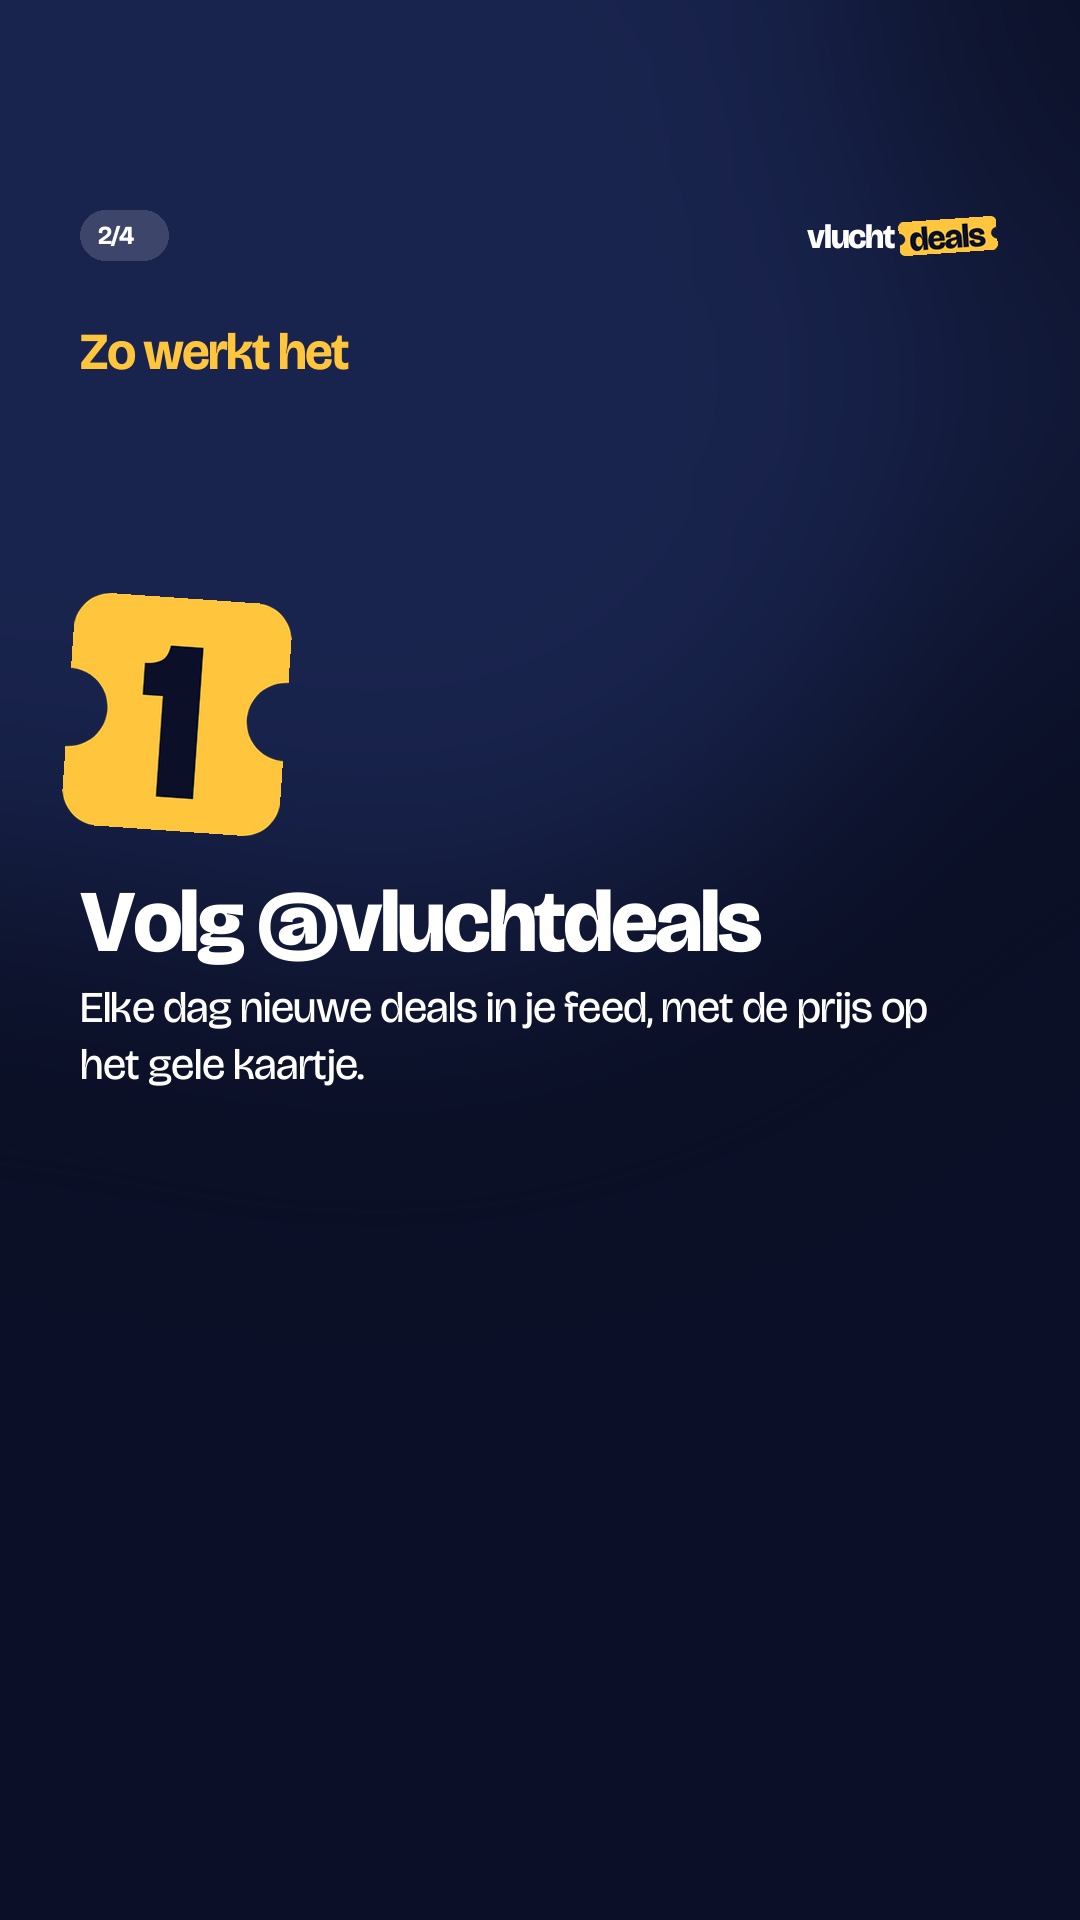 2/4
vlucht deals
Zo werkt het
1
Volg @vluchtdeals
Elke dag nieuwe deals in je feed, met de prijs op
het gele kaartje.